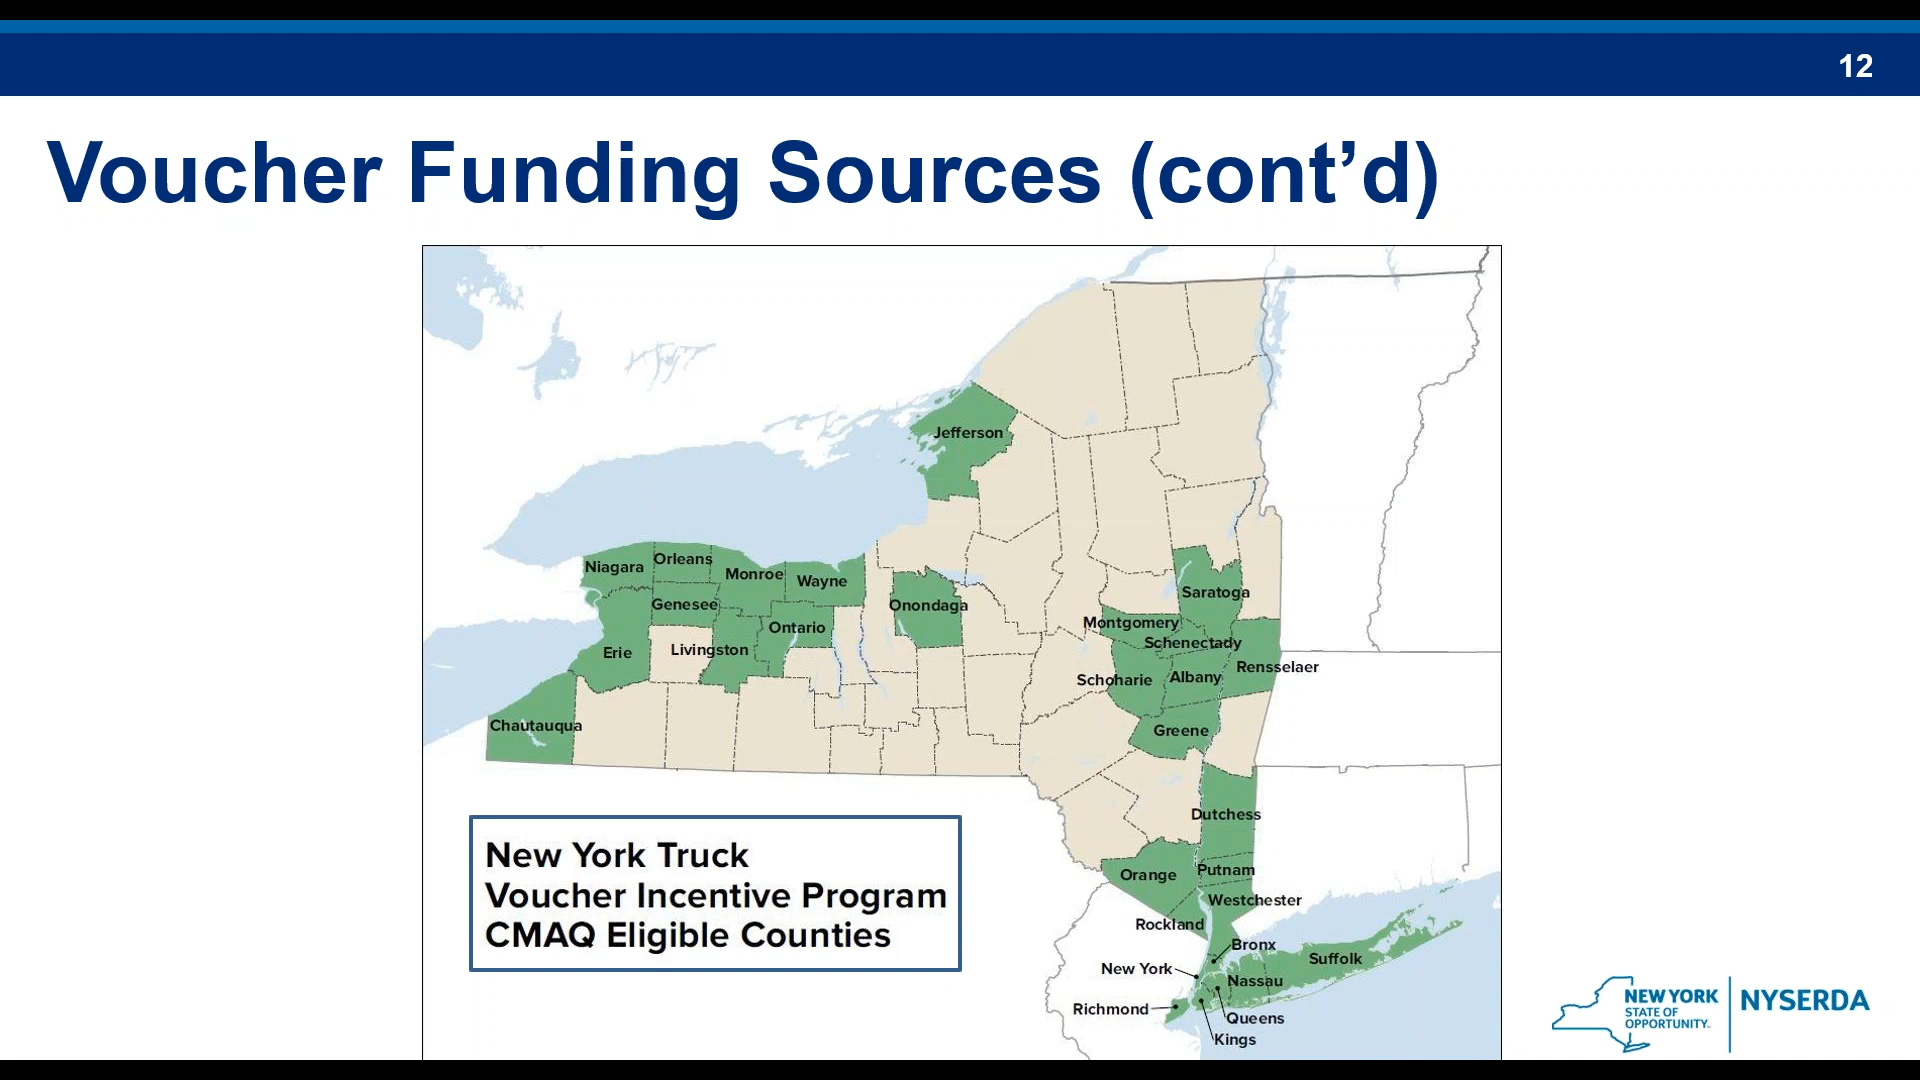 12
Voucher Funding Sources (cont’d)
Jefferson
Niagara
Orleans
Monroe
Wayne
Genesee
Onondaga
Ontario
Erie
Livingston
Chautauqua
Saratoga
Montgomery
Schenectady
Rensselaer
Schoharie
Albany
Greene
Dutchess
Orange
Putnam
Westchester
Rockland
Bronx
Suffolk
New York
Nassau
Richmond
Queens
Kings
New York Truck
Voucher Incentive Program
CMAQ Eligible Counties
NEW YORK
STATE OF
OPPORTUNITY.
NYSERDA